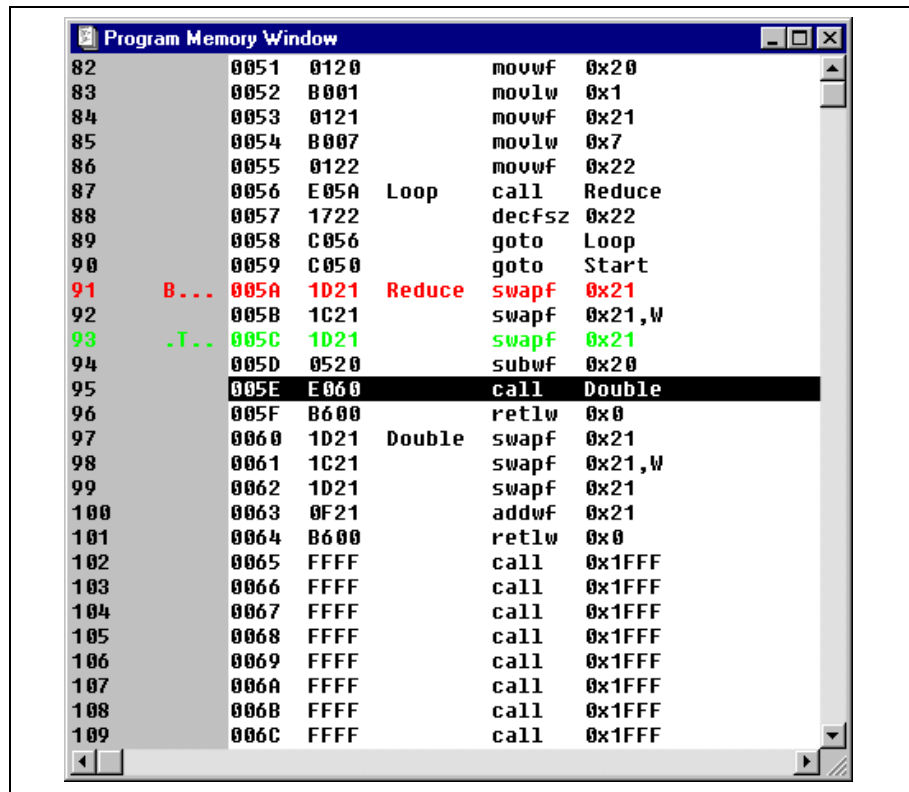 Program Memory Window
82 0051 0120 movwf 0x20
83 0052 B001 movlw 0x1
84 0053 0121 movwf 0x21
85 0054 B007 movlw 0x7
86 0055 0122 movwf 0x22
87 0056 E05A Loop call Reduce
88 0057 1722 decfsz 0x22
89 0058 C056 goto Loop
90 0059 C050 goto Start
91 B... 005A 1D21 Reduce swapf 0x21
92 005B 1C21 swapf 0x21,W
93 .T.. 005C 1D21 swapf 0x21
94 005D 0520 subwf 0x20
95 005E E060 call Double
96 005F B600 retlw 0x0
97 0060 1D21 Double swapf 0x21
98 0061 1C21 swapf 0x21,W
99 0062 1D21 swapf 0x21
100 0063 0F21 addwf 0x21
101 0064 B600 retlw 0x0
102 0065 FFFF call 0x1FFF
103 0066 FFFF call 0x1FFF
104 0067 FFFF call 0x1FFF
105 0068 FFFF call 0x1FFF
106 0069 FFFF call 0x1FFF
107 006A FFFF call 0x1FFF
108 006B FFFF call 0x1FFF
109 006C FFFF call 0x1FFF